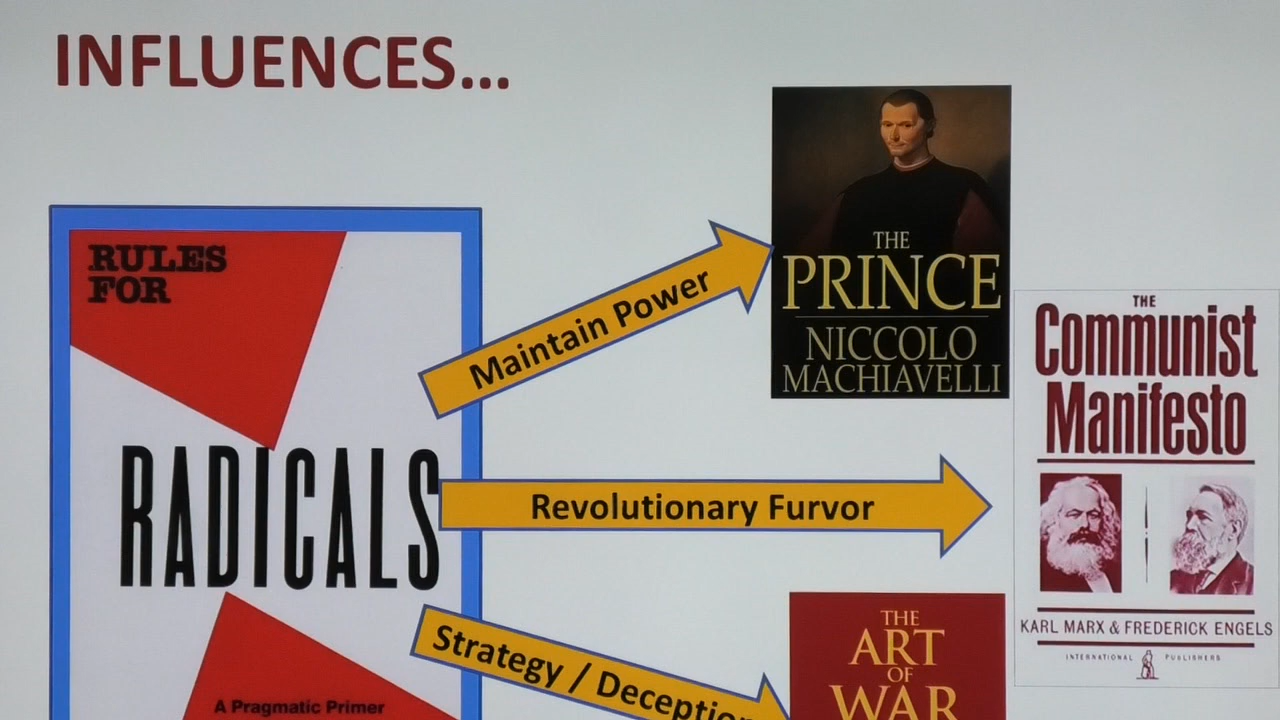 INFLUENCES...
RULES
FOR
RADICALS
A Pragmatic Primer
Maintain Power
Revolutionary Furvor
Strategy / Deception
THE
PRINCE
NICCOLO
MACHIAVELLI
THE
Communist
Manifesto
KARL MARX & FREDERICK ENGELS
INTERNATIONAL PUBLISHERS
THE
ART
OF
WAR